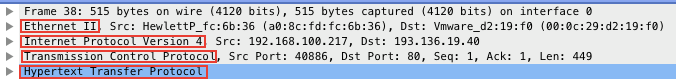 Frame 38: 515 bytes on wire (4120 bits), 515 bytes captured (4120 bits) on interface 0
Ethernet II, Src: HewlettP_fc:6b:36 (a0:8c:fd:fc:6b:36), Dst: Vmware_d2:19:f0 (00:0c:29:d2:19:f0)
Internet Protocol Version 4, Src: 192.168.100.217, Dst: 193.136.19.40
Transmission Control Protocol, Src Port: 40886, Dst Port: 80, Seq: 1, Ack: 1, Len: 449
Hypertext Transfer Protocol